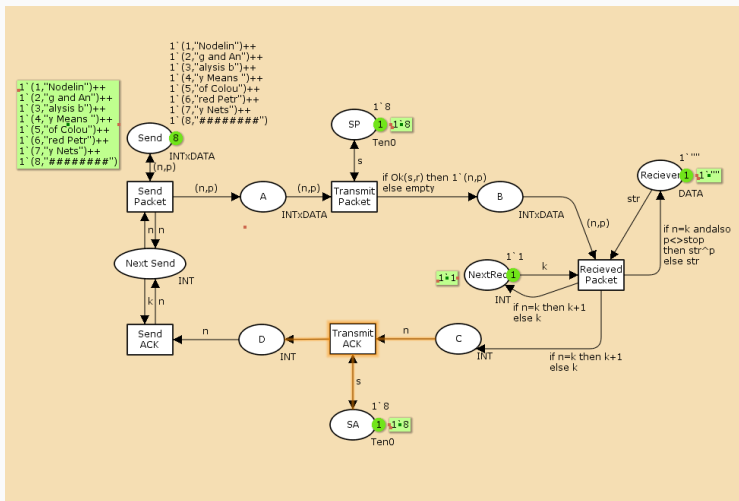 1`(1,"Nodelin")++
1`(2,"g and An")++
1`(3,"alysis b")++
1`(4,"y Means ")++
1`(5,"of Colou")++
1`(6,"red Petr")++
1`(7,"y Nets")++
1`(8,"########")
1`(1,"Nodelin")++
1`(2,"g and An")++
1`(3,"alysis b")++
1`(4,"y Means ")++
1`(5,"of Colou")++
1`(6,"red Petr")++
1`(7,"y Nets")++
1`(8,"########")
Send
8
INTxDATA
(n,p)
Send
Packet
(n,p)
A
INTxDATA
(n,p)
1`8
SP
1
1`8
Ten0
s
Transmit
Packet
if Ok(s,r) then 1`(n,p)
else empty
B
INTxDATA
(n,p)
1`""
Reciever
1
1`""
DATA
str
if n=k andalso
p<>stop
then str^p
else str
Recieved
Packet
n
n
Next Send
INT
k
n
1`1
1`1
NextRec
1
INT
k
if n=k then k+1
else k
if n=k then k+1
else k
Send
ACK
n
D
INT
Transmit
ACK
n
C
INT
s
1`8
SA
1
1`8
Ten0